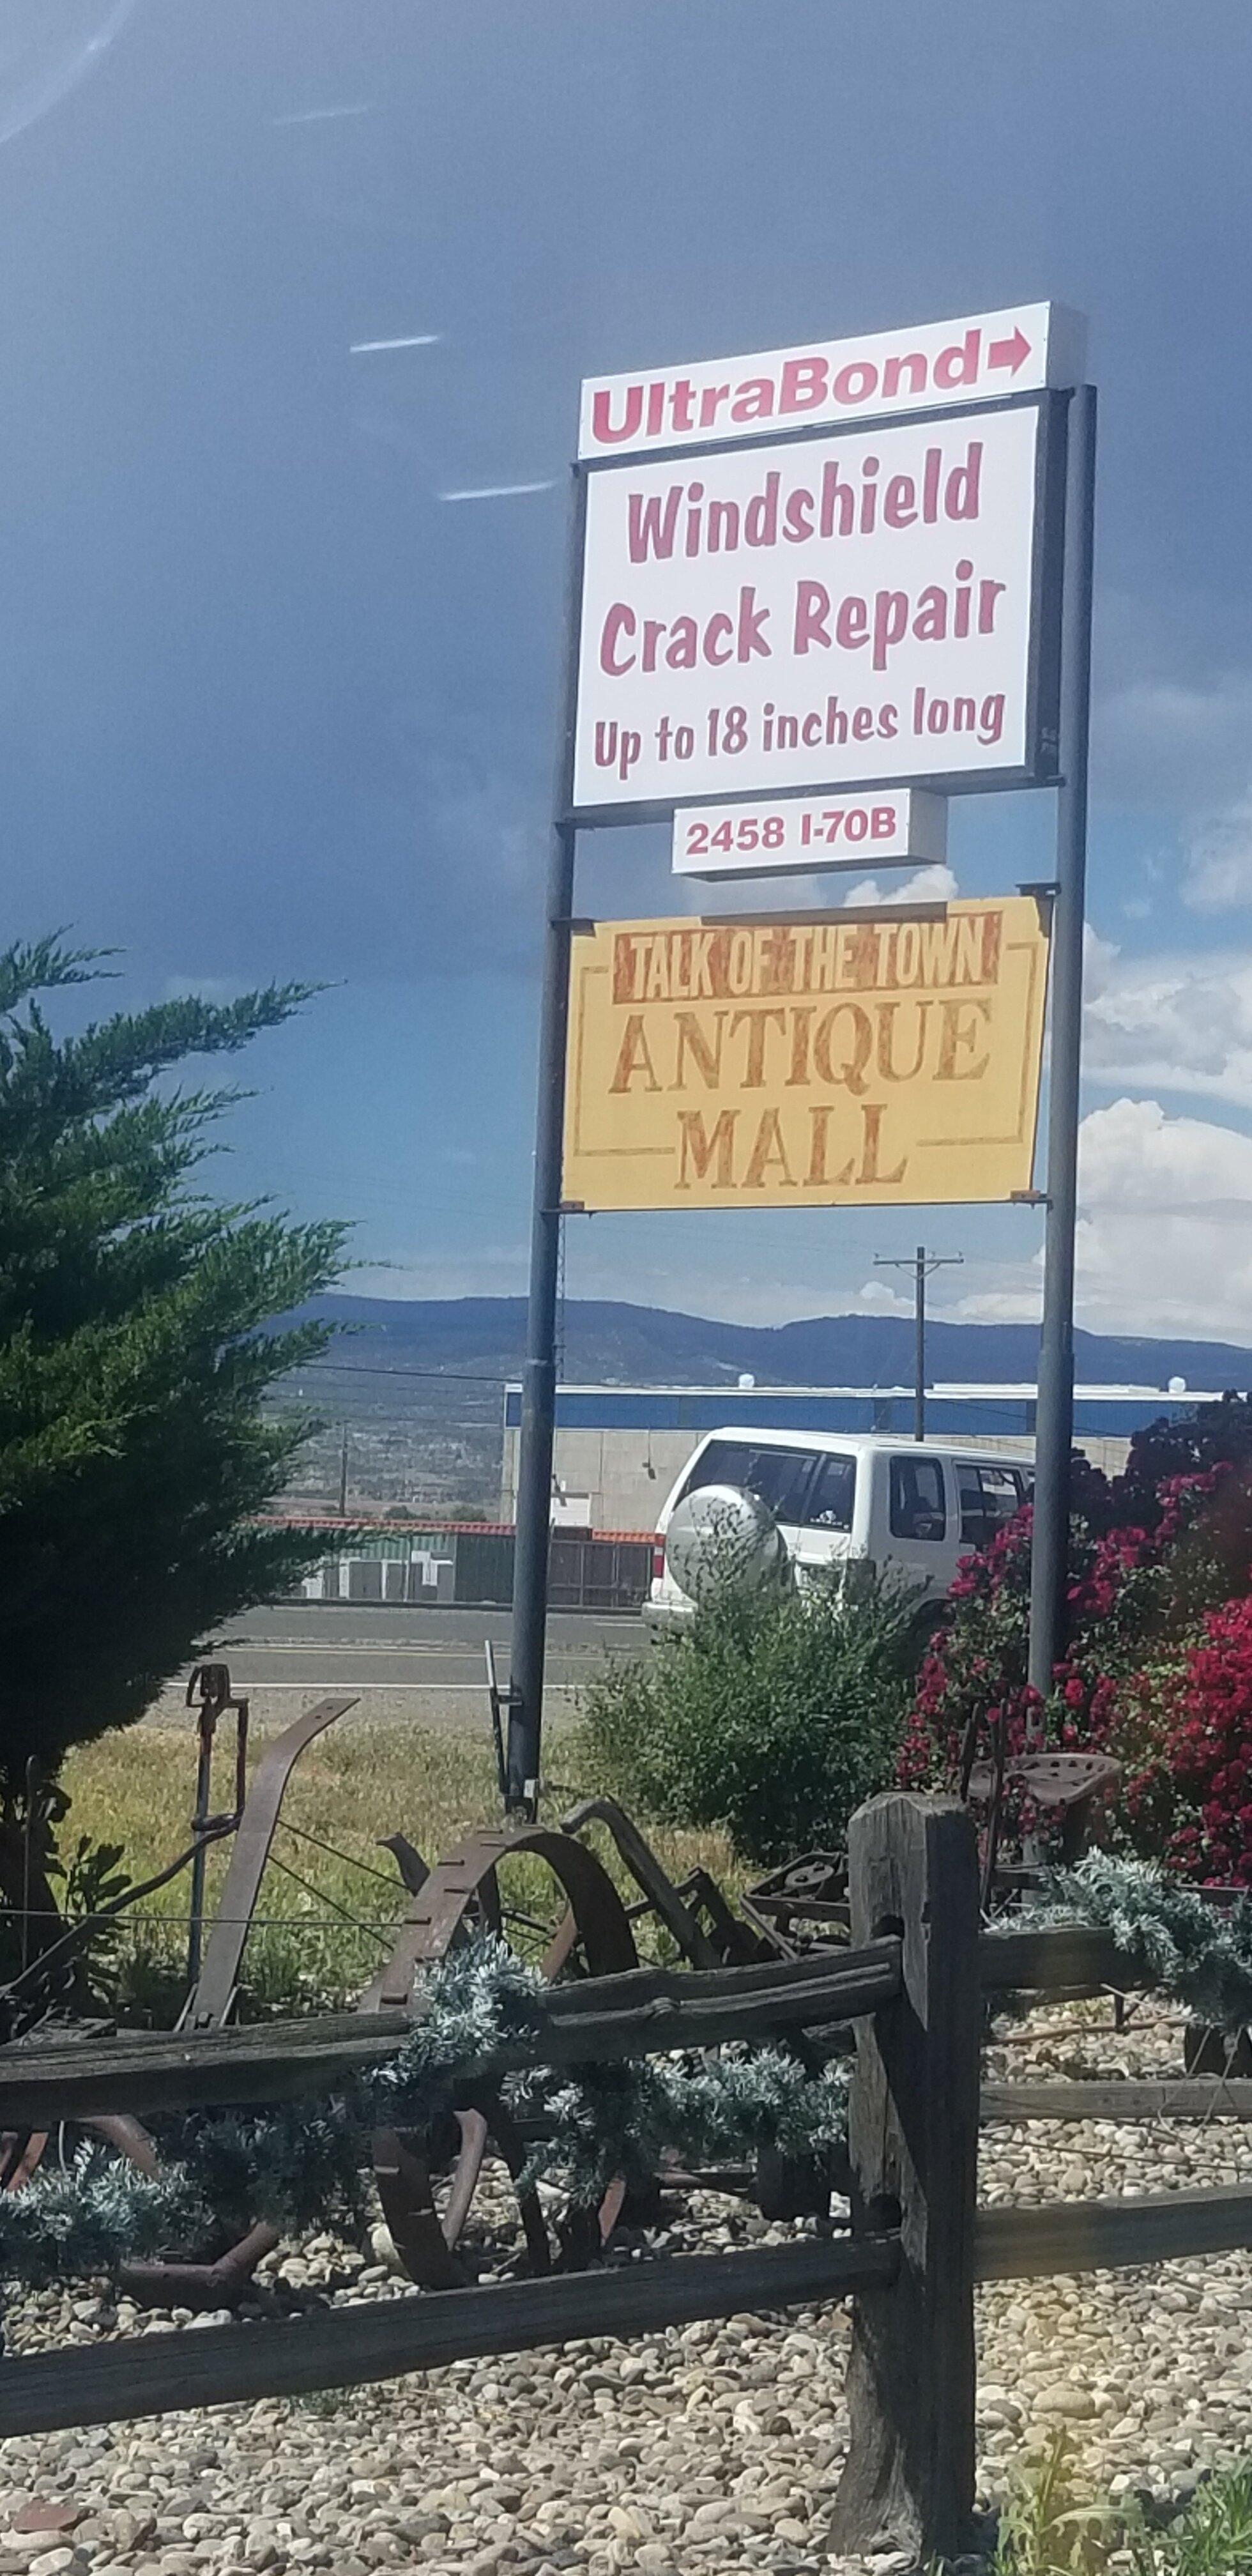 UltraBond
Windshield
Crack Repair
Up to 18 inches long
2458 I-70B
TALK OF THE TOWN
ANTIQUE
MALL